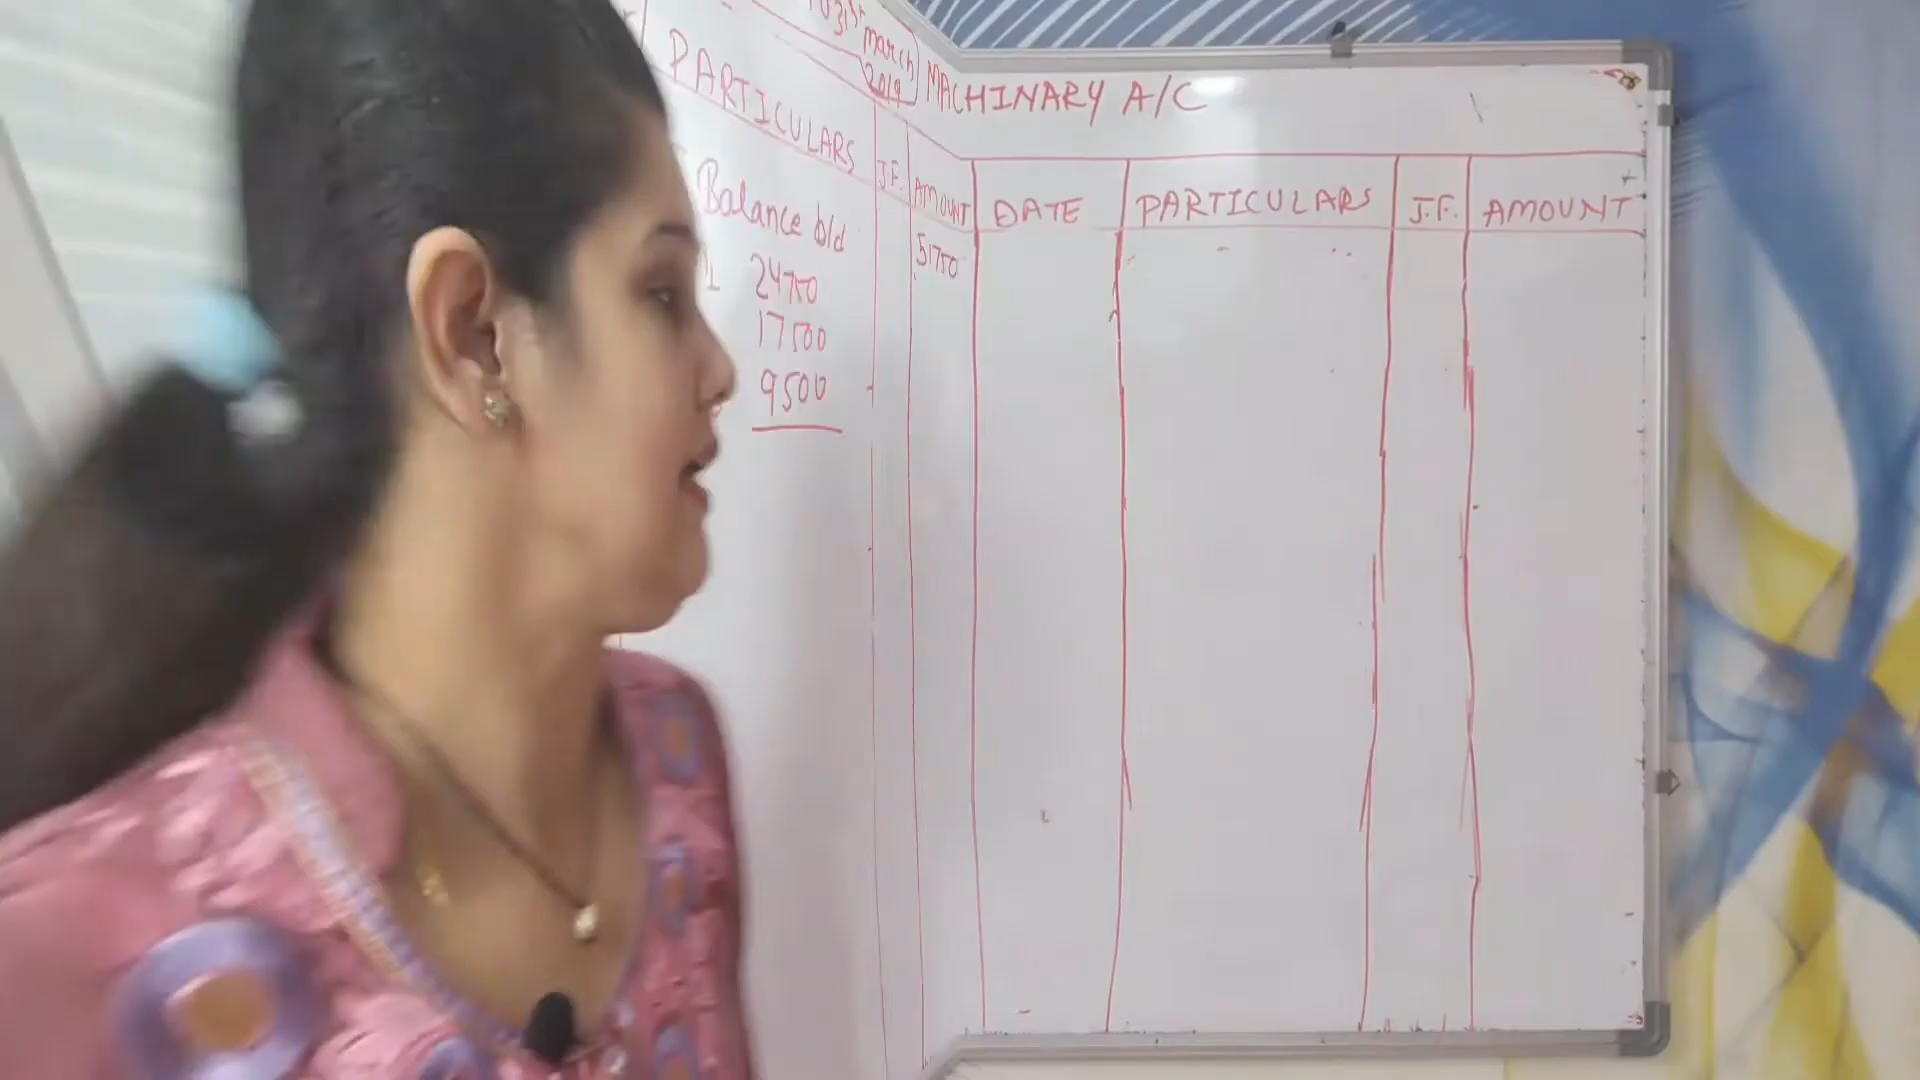 31st march 2019
MACHINARY A/C
PARTICULARS J.F. AMOUNT DATE PARTICULARS J.F. AMOUNT
Balance b/d 51750
24750
17500
9500